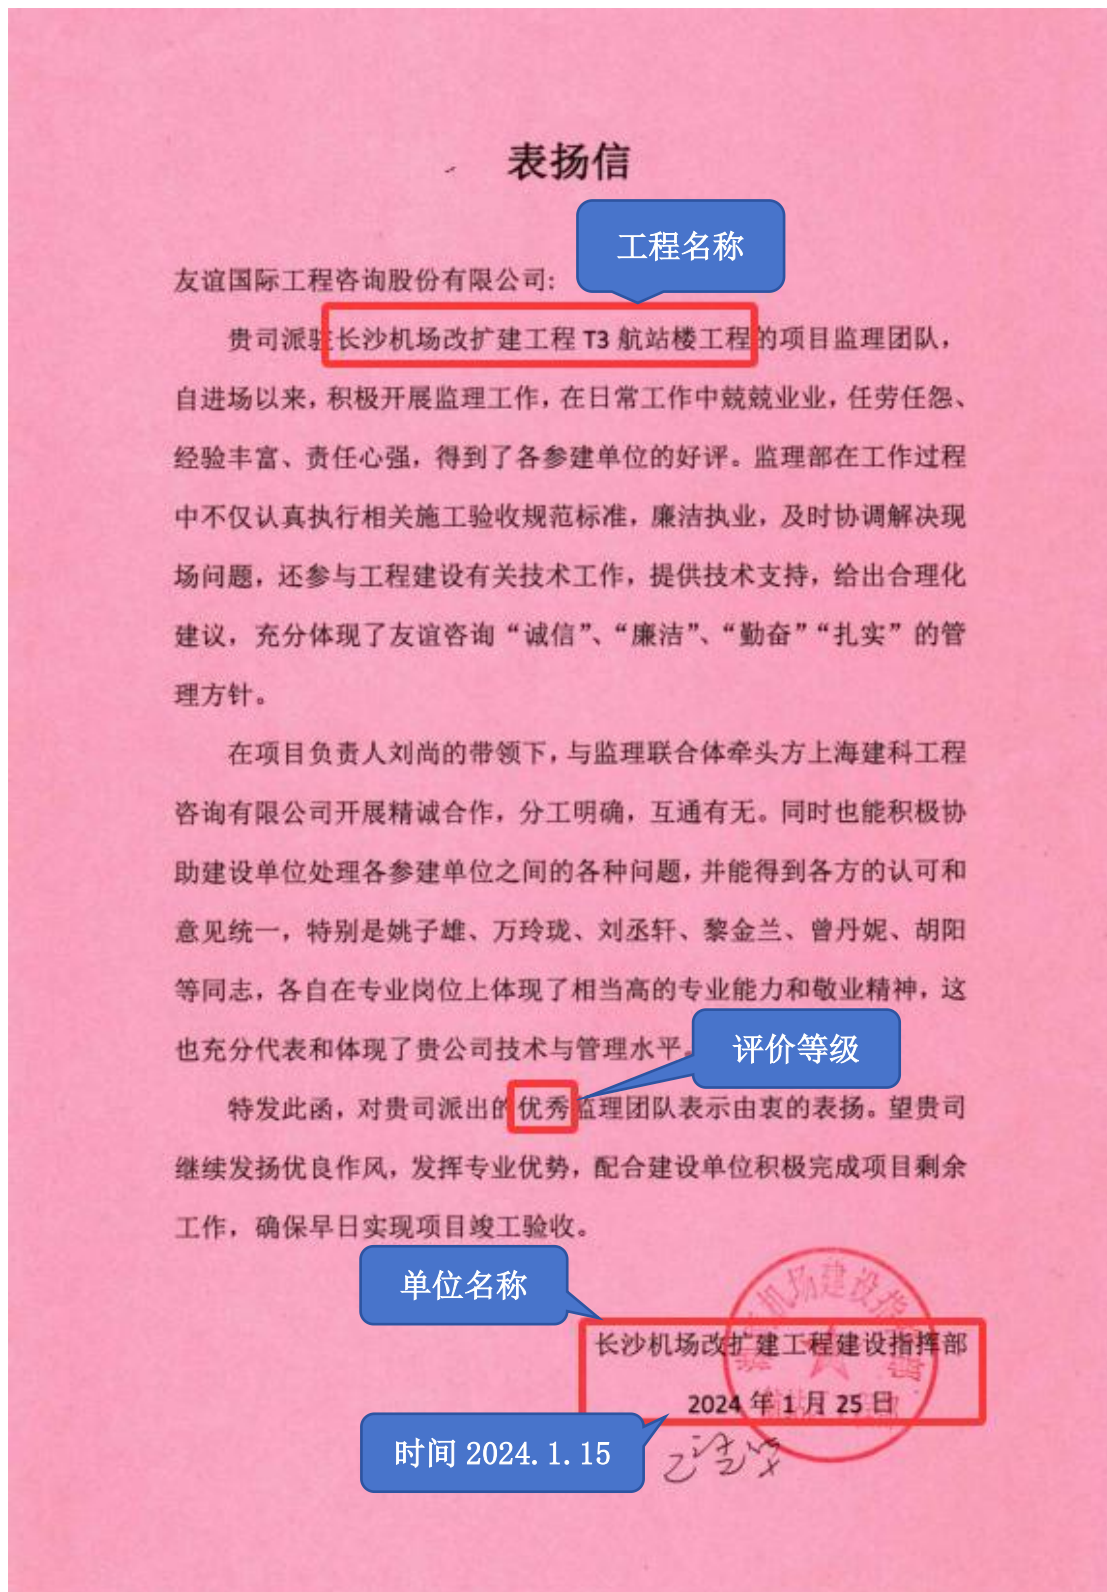 表扬信
工程名称
友谊国际工程咨询股份有限公司:
贵司派驻长沙机场改扩建工程 T3 航站楼工程的项目监理团队，
自进场以来，积极开展监理工作，在日常工作中兢兢业业，任劳任怨、
经验丰富、责任心强，得到了各参建单位的好评。监理部在工作过程
中不仅认真执行相关施工验收规范标准，廉洁执业，及时协调解决现
场问题，还参与工程建设有关技术工作，提供技术支持，给出合理化
建议，充分体现了友谊咨询“诚信”、“廉洁”、“勤奋”“扎实”的管
理方针。
在项目负责人刘尚的带领下，与监理联合体牵头方上海建科工程
咨询有限公司开展精诚合作，分工明确，互通有无。同时也能积极协
助建设单位处理各参建单位之间的各种问题，并能得到各方的认可和
意见统一，特别是姚子雄、万玲珑、刘丞轩、黎金兰、曾丹妮、胡阳
等同志，各自在专业岗位上体现了相当高的专业能力和敬业精神，这
也充分代表和体现了贵公司技术与管理水平。
评价等级
特发此函，对贵司派出的优秀监理团队表示由衷的表扬。望贵司
继续发扬优良作风，发挥专业优势，配合建设单位积极完成项目剩余
工作，确保早日实现项目竣工验收。
单位名称
长沙机场改扩建工程建设指挥部
2024 年 1 月 25 日
时间 2024.1.15